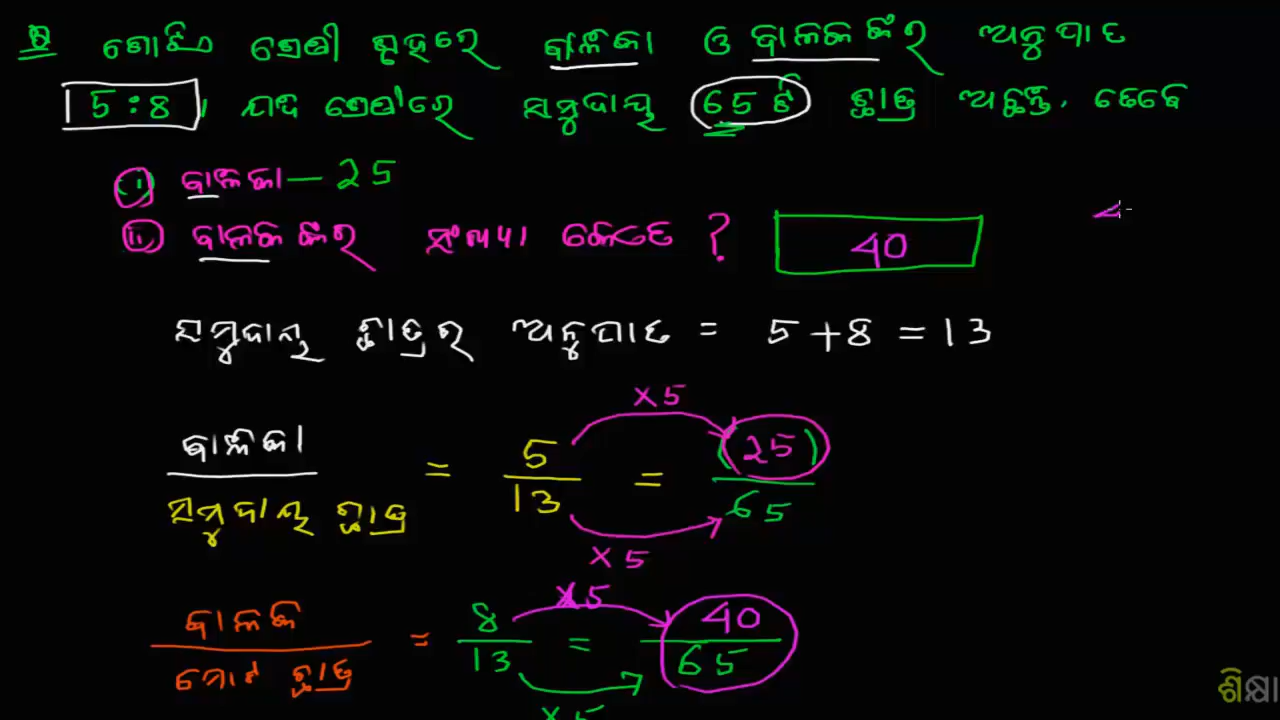 ପ୍ର ଗୋଟିଏ ଶ୍ରେଣୀ ଗୃହରେ ବାଳିକା ଓ ବାଳକଙ୍କର ଅନୁପାତ
5:8। ଯଦି ଶ୍ରେଣୀରେ ସମୁଦାୟ 65ଟି ଛାତ୍ର ଅଛନ୍ତି, ତେବେ
(i) ବାଳିକା — 25
(ii) ବାଳକଙ୍କର ସଂଖ୍ୟା କେତେ ? 40
ସମୁଦାୟ ଛାତ୍ରର ଅନୁପାତ = 5+8 = 13
×5
ବାଳିକା / ସମୁଦାୟ ଛାତ୍ର = 5/13 = (25)/65
×5
×5
ବାଳକ / ମୋଟ ଛାତ୍ର = 8/13 = 40/65
×5
ଶିକ୍ଷା